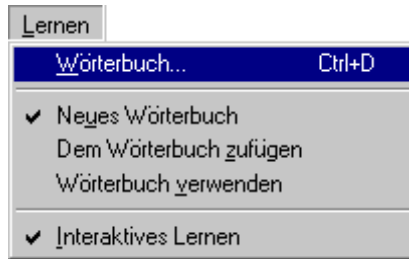 Lernen
Wörterbuch... Ctrl+D
Neues Wörterbuch
Dem Wörterbuch zufügen
Wörterbuch verwenden
Interaktives Lernen